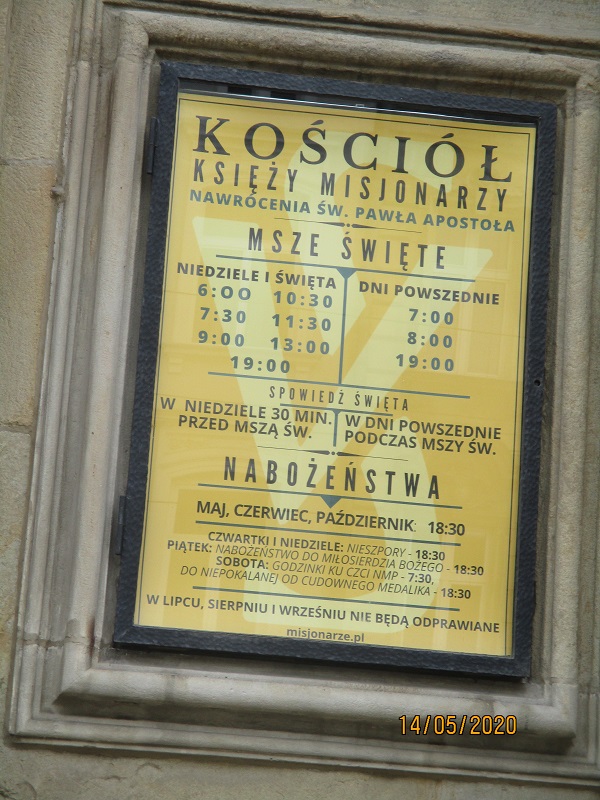 KOŚCIÓŁ
KSIĘŻY MISJONARZY
NAWRÓCENIA ŚW. PAWŁA APOSTOŁA
MSZE ŚWIĘTE
NIEDZIELE I ŚWIĘTA
6:00 10:30
7:30 11:30
9:00 13:00
19:00
DNI POWSZEDNIE
7:00
8:00
19:00
SPOWIEDŹ ŚWIĘTA
W NIEDZIELE 30 MIN.
PRZED MSZĄ ŚW.
W DNI POWSZEDNIE
PODCZAS MSZY ŚW.
NABOŻEŃSTWA
MAJ, CZERWIEC, PAŹDZIERNIK: 18:30
CZWARTKI I NIEDZIELE: NIESZPORY - 18:30
PIĄTEK: NABOŻEŃSTWO DO MIŁOSIERDZIA BOŻEGO - 18:30
SOBOTA: GODZINKI KU CZCI NMP - 7:30,
DO NIEPOKALANEJ OD CUDOWNEGO MEDALIKA - 18:30
W LIPCU, SIERPNIU I WRZEŚNIU NIE BĘDĄ ODPRAWIANE
misjonarze.pl
14/05/2020